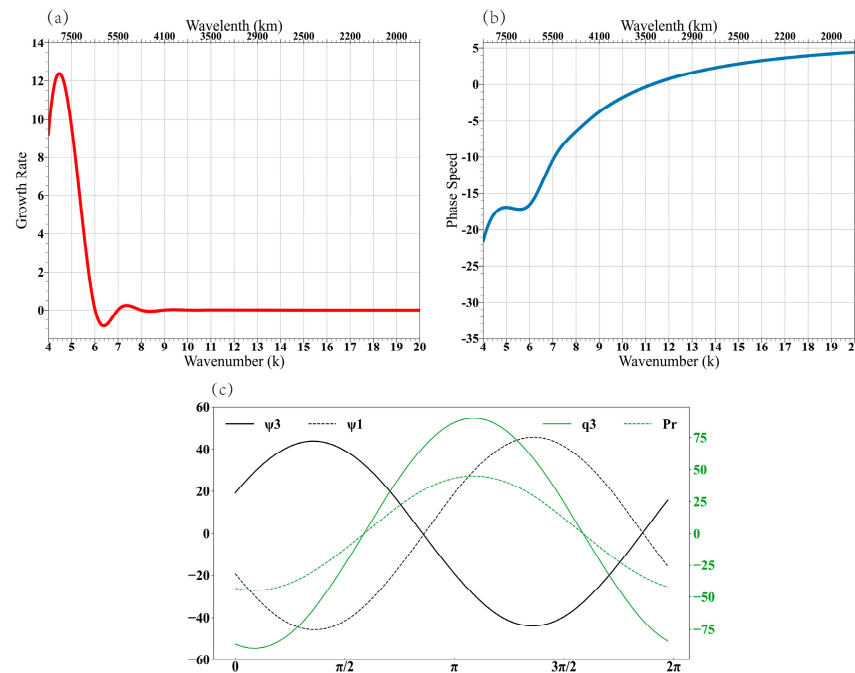 (a)
Wavelenth (km)
7500 5500 4100 3500 2900 2500 2200 1900
14
12
10
8
6
4
2
0
Growth Rate
4 5 6 7 8 9 10 11 12 13 14 15 16 17 18 19 20
Wavenumber (k)
(b)
Wavelenth (km)
7500 5500 4100 3200 2900 2500 2200 1900
5
0
-5
-10
-15
-20
-25
-30
-35
Phase Speed
4 5 6 7 8 9 10 11 12 13 14 15 16 17 18 19 2
Wavenumber (k)
(c)
ψ3 ψ1 q3 Pr
60
40
20
0
−20
−40
−60
75
50
25
0
−25
−50
−75
0 π/2 π 3π/2 2π